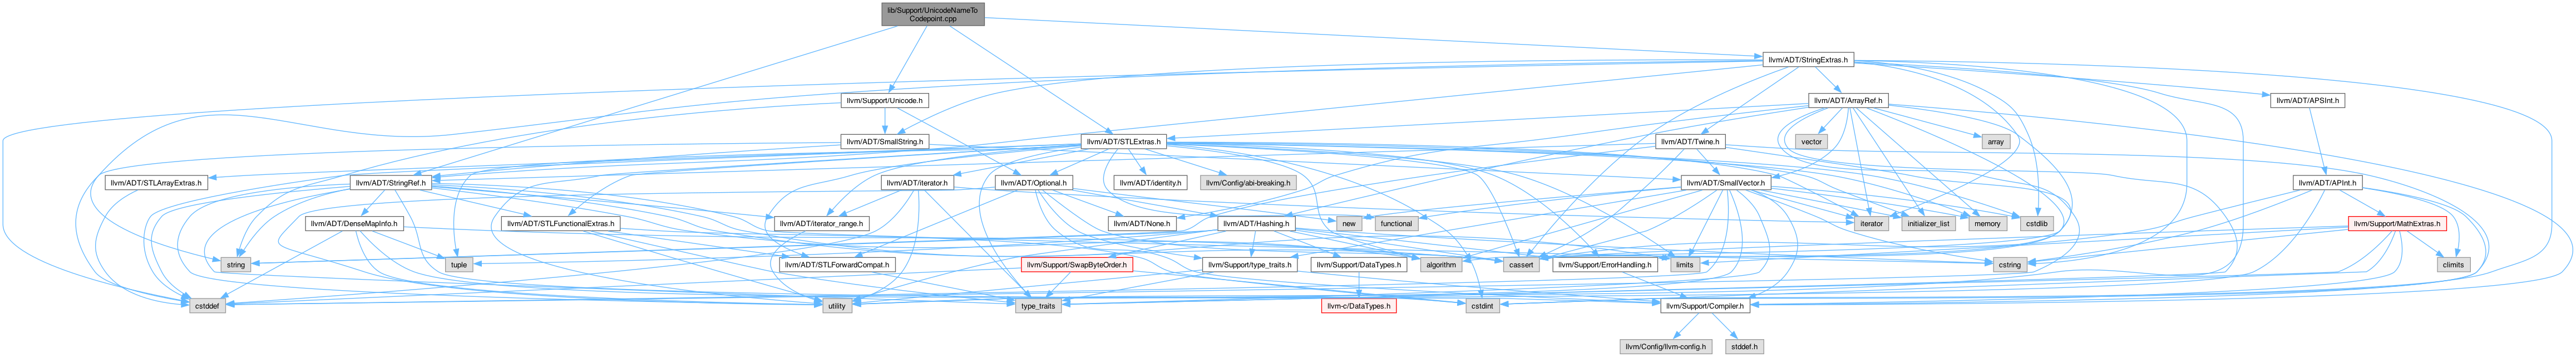 lib/Support/UnicodeNameTo
Codepoint.cpp
llvm/ADT/StringExtras.h
llvm/Support/Unicode.h
llvm/ADT/ArrayRef.h
llvm/ADT/APSInt.h
llvm/ADT/SmallString.h
llvm/ADT/STLExtras.h
llvm/ADT/Twine.h
vector
array
llvm/ADT/STLArrayExtras.h
llvm/ADT/StringRef.h
llvm/ADT/iterator.h
llvm/ADT/Optional.h
llvm/ADT/identity.h
llvm/Config/abi-breaking.h
llvm/ADT/SmallVector.h
llvm/ADT/APInt.h
llvm/ADT/DenseMapInfo.h
llvm/ADT/STLFunctionalExtras.h
llvm/ADT/iterator_range.h
llvm/ADT/None.h
llvm/ADT/Hashing.h
new
functional
iterator
initializer_list
memory
cstdlib
llvm/Support/MathExtras.h
string
tuple
llvm/ADT/STLForwardCompat.h
llvm/Support/SwapByteOrder.h
llvm/Support/type_traits.h
llvm/Support/DataTypes.h
algorithm
cassert
llvm/Support/ErrorHandling.h
limits
cstring
climits
cstddef
utility
type_traits
llvm-c/DataTypes.h
cstdint
llvm/Support/Compiler.h
llvm/Config/llvm-config.h
stddef.h